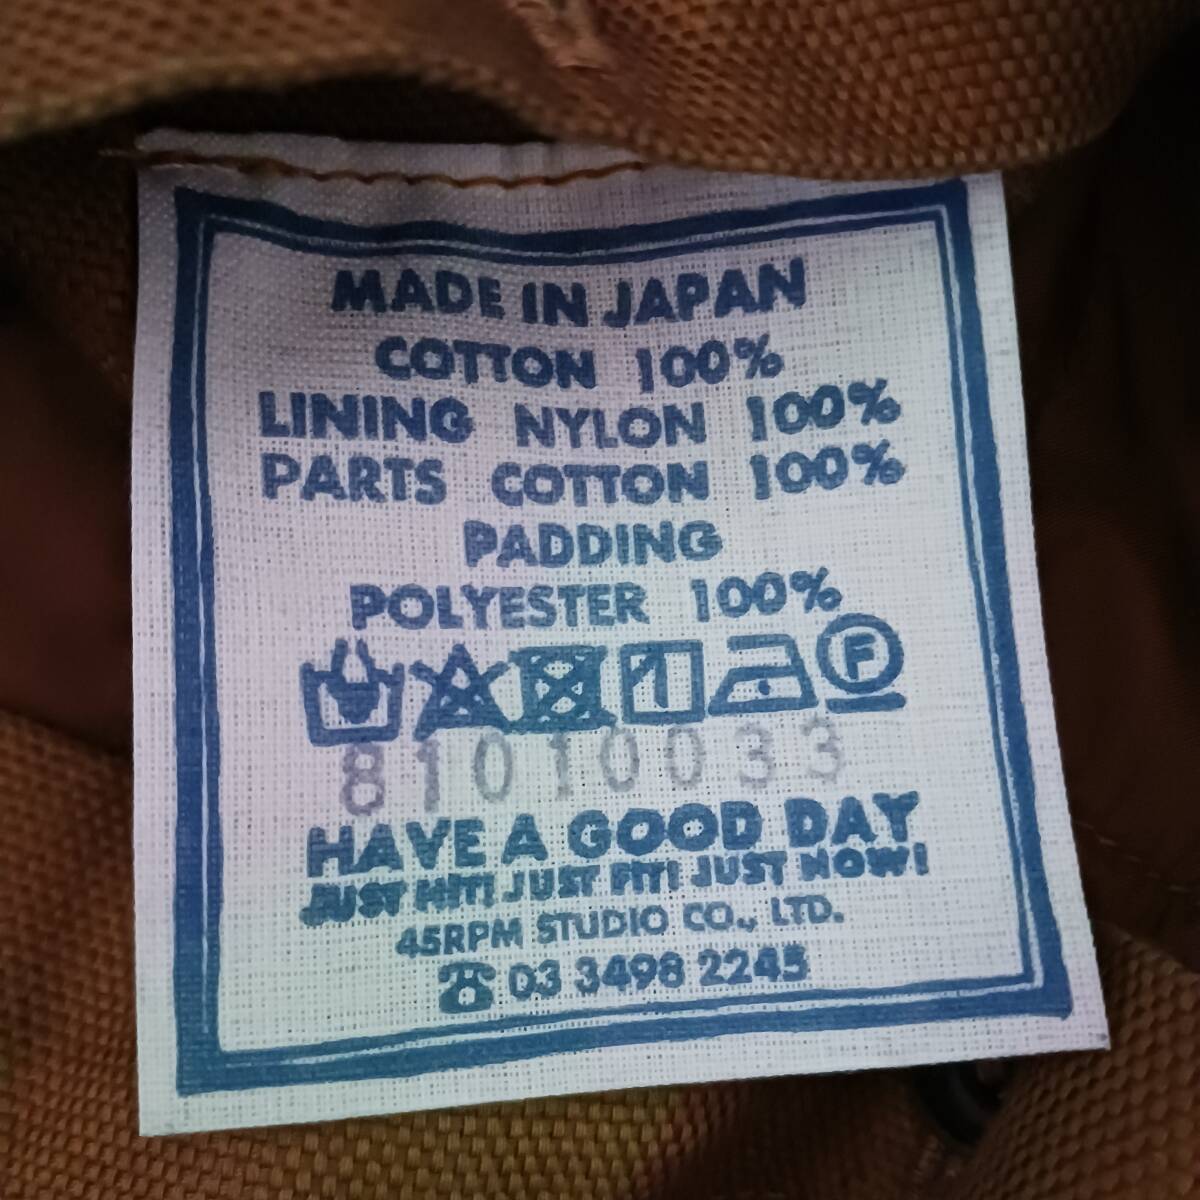 MADE IN JAPAN
COTTON 100%
LINING NYLON 100%
PARTS COTTON 100%
PADDING
POLYESTER 100%
F
81010033
HAVE A GOOD DAY
JUST HIT! JUST FIT! JUST NOW!
45RPM STUDIO CO., LTD.
☎ 03 3498 2245